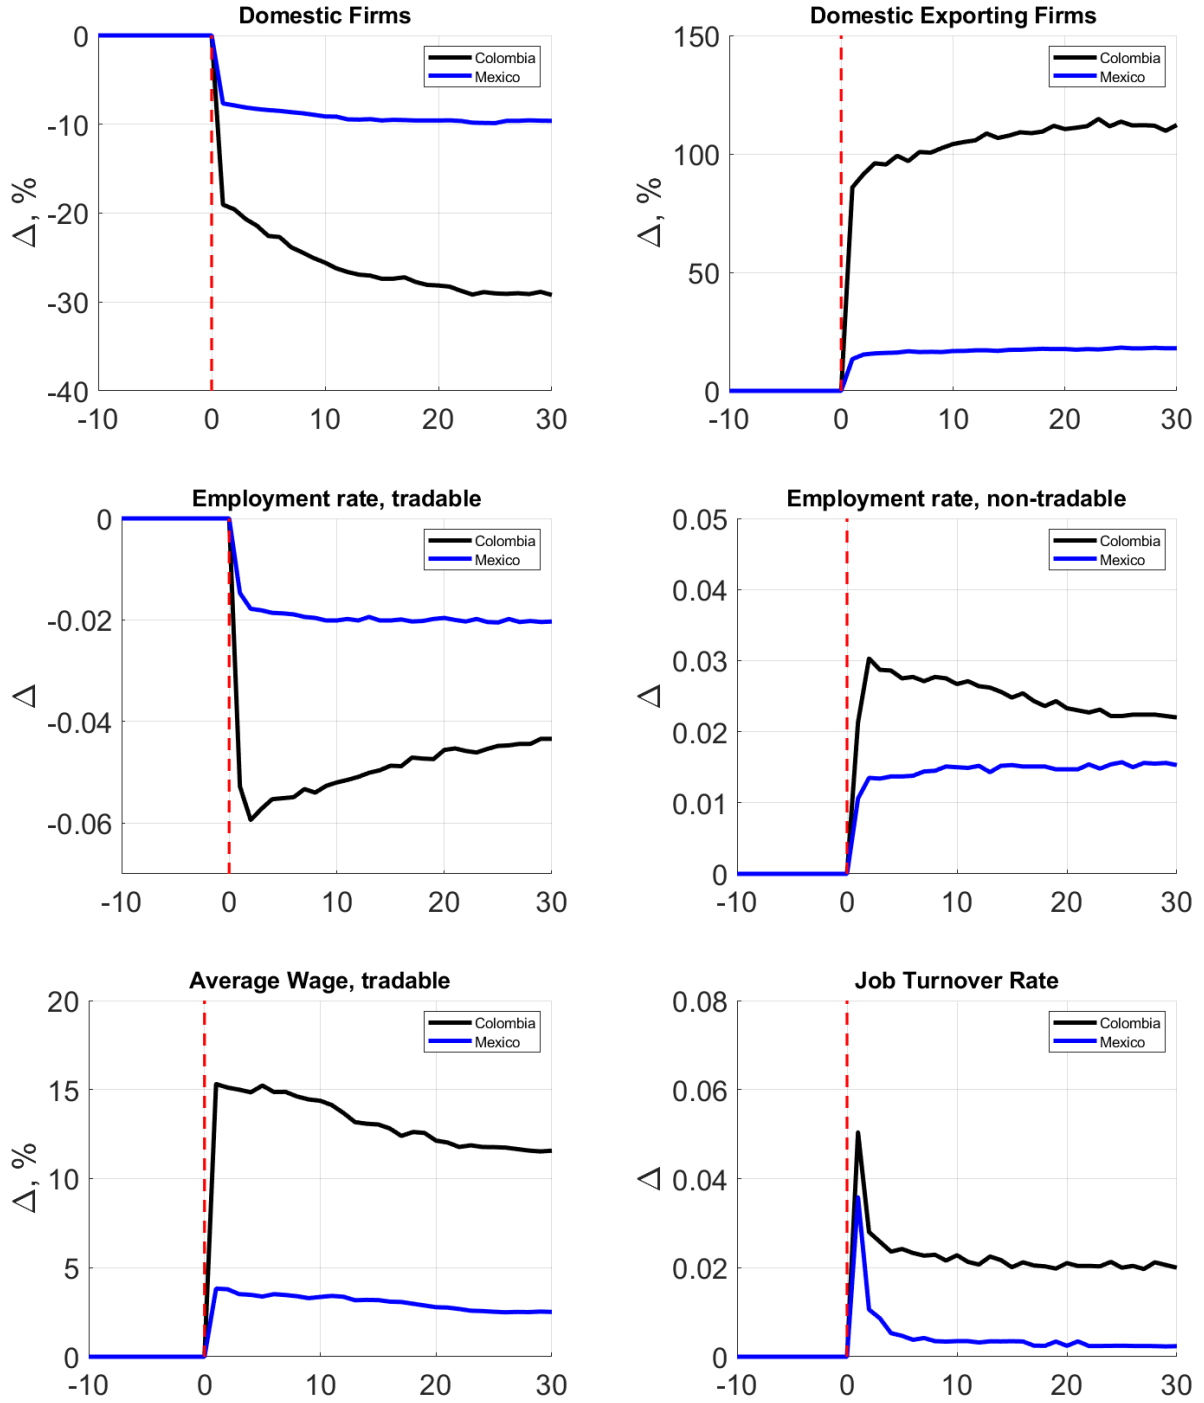 Domestic Firms
Δ, %
0
-10
-20
-30
-40
-10 0 10 20 30
Colombia
Mexico
Domestic Exporting Firms
Δ, %
150
100
50
0
-10 0 10 20 30
Colombia
Mexico
Employment rate, tradable
Δ
0
-0.02
-0.04
-0.06
-10 0 10 20 30
Colombia
Mexico
Employment rate, non-tradable
Δ
0.05
0.04
0.03
0.02
0.01
0
-10 0 10 20 30
Colombia
Mexico
Average Wage, tradable
Δ, %
20
15
10
5
0
-10 0 10 20 30
Colombia
Mexico
Job Turnover Rate
Δ
0.08
0.06
0.04
0.02
0
-10 0 10 20 30
Colombia
Mexico